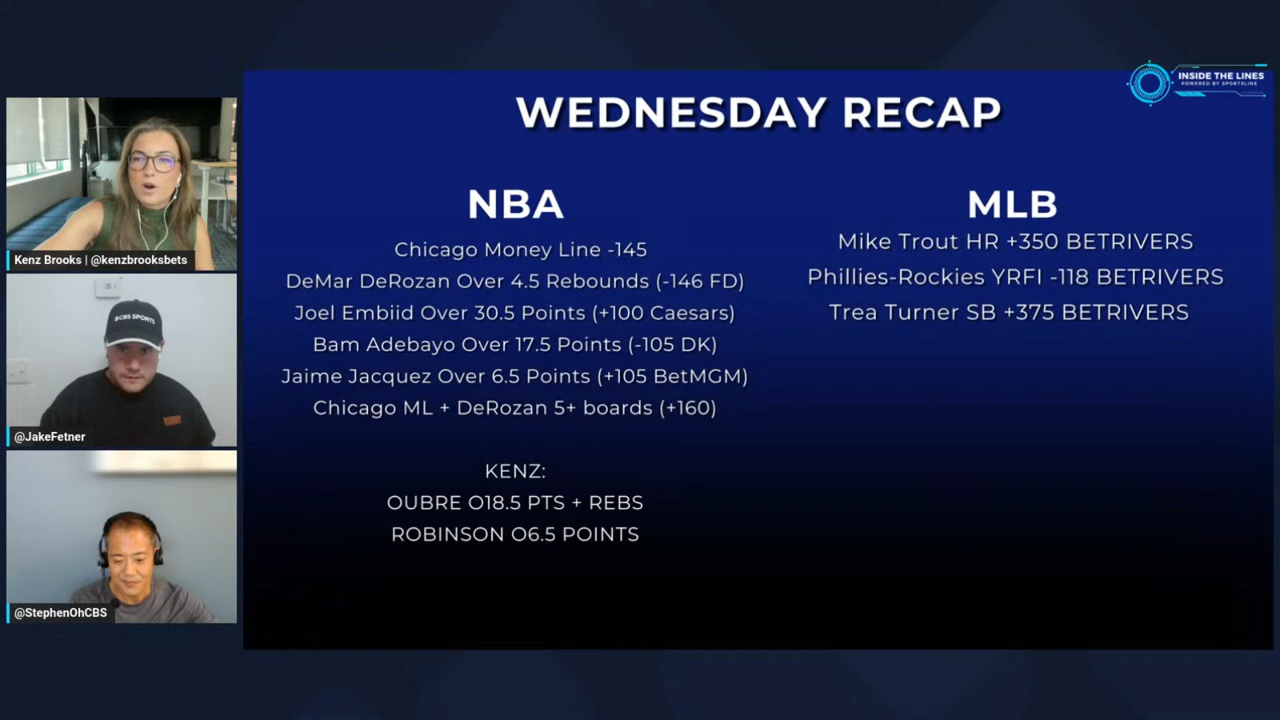 INSIDE THE LINES
POWERED BY SPORTSLINE
WEDNESDAY RECAP
NBA
Chicago Money Line -145
DeMar DeRozan Over 4.5 Rebounds (-146 FD)
Joel Embiid Over 30.5 Points (+100 Caesars)
Bam Adebayo Over 17.5 Points (-105 DK)
Jaime Jacquez Over 6.5 Points (+105 BetMGM)
Chicago ML + DeRozan 5+ boards (+160)
KENZ:
OUBRE O18.5 PTS + REBS
ROBINSON O6.5 POINTS
MLB
Mike Trout HR +350 BETRIVERS
Phillies-Rockies YRFI -118 BETRIVERS
Trea Turner SB +375 BETRIVERS
Kenz Brooks | @kenzbrooksbets
CBS SPORTS
@JakeFetner
@StephenOhCBS